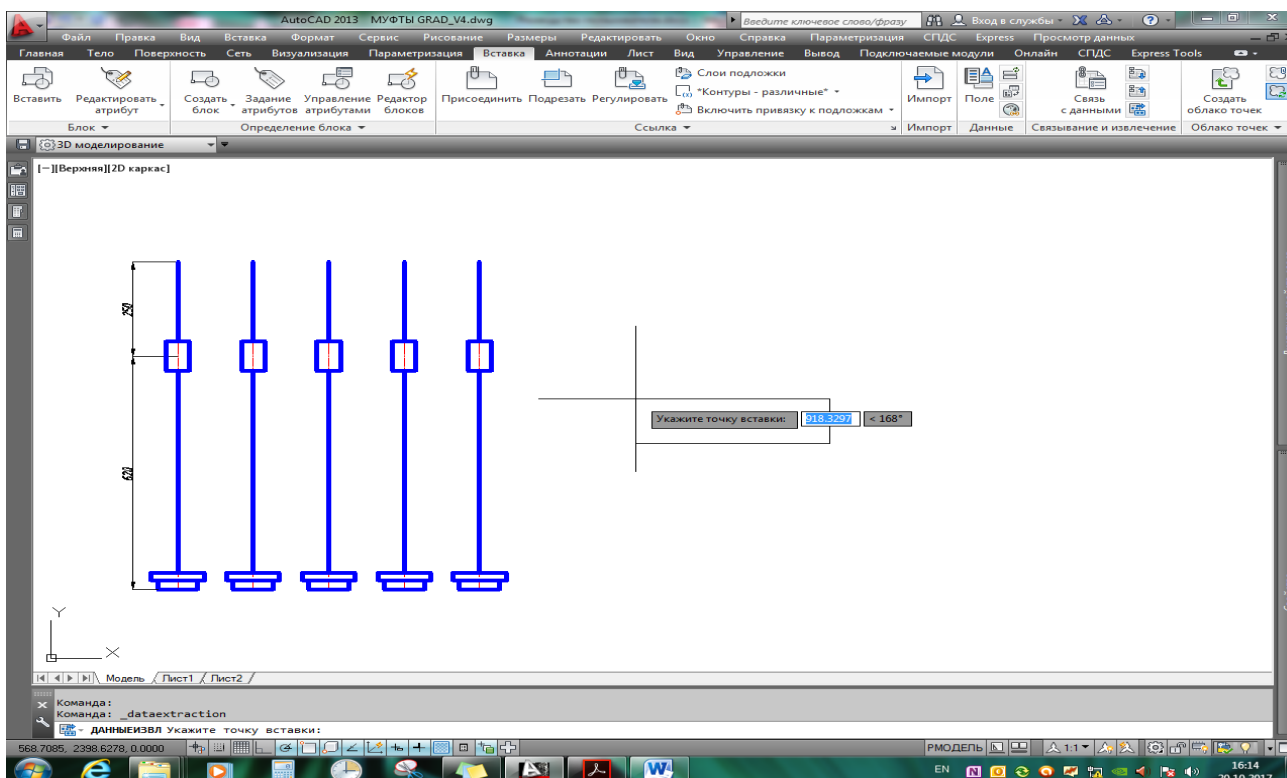 AutoCAD 2013 МУФТЫ GRAD_V4.dwg
Введите ключевое слово/фразу
Вход в службы
Файл Правка Вид Вставка Формат Сервис Рисование Размеры Редактировать Окно Справка Параметризация СПДС Express Просмотр данных
Главная Тело Поверхность Сеть Визуализация Параметризация Вставка Аннотации Лист Вид Управление Вывод Подключаемые модули Онлайн СПДС Express Tools
Слои подложки
*Контуры - различные*
Включить привязку к подложкам
Вставить Редактировать атрибут Создать блок Задание атрибутов Управление атрибутами Редактор блоков Присоединить Подрезать Регулировать Импорт Поле Связь с данными Создать облако точек
Блок Определение блока Ссылка Импорт Данные Связывание и извлечение Облако точек
3D моделирование
[−][Верхняя][2D каркас]
250
Укажите точку вставки: 918.3297 < 168°
620
Y
X
Модель Лист1 Лист2
Команда:
Команда: _dataextraction
ДАННЫЕИЗВЛ Укажите точку вставки:
568.7085, 2398.6278, 0.0000 РМОДЕЛЬ 1:1
EN 16:14